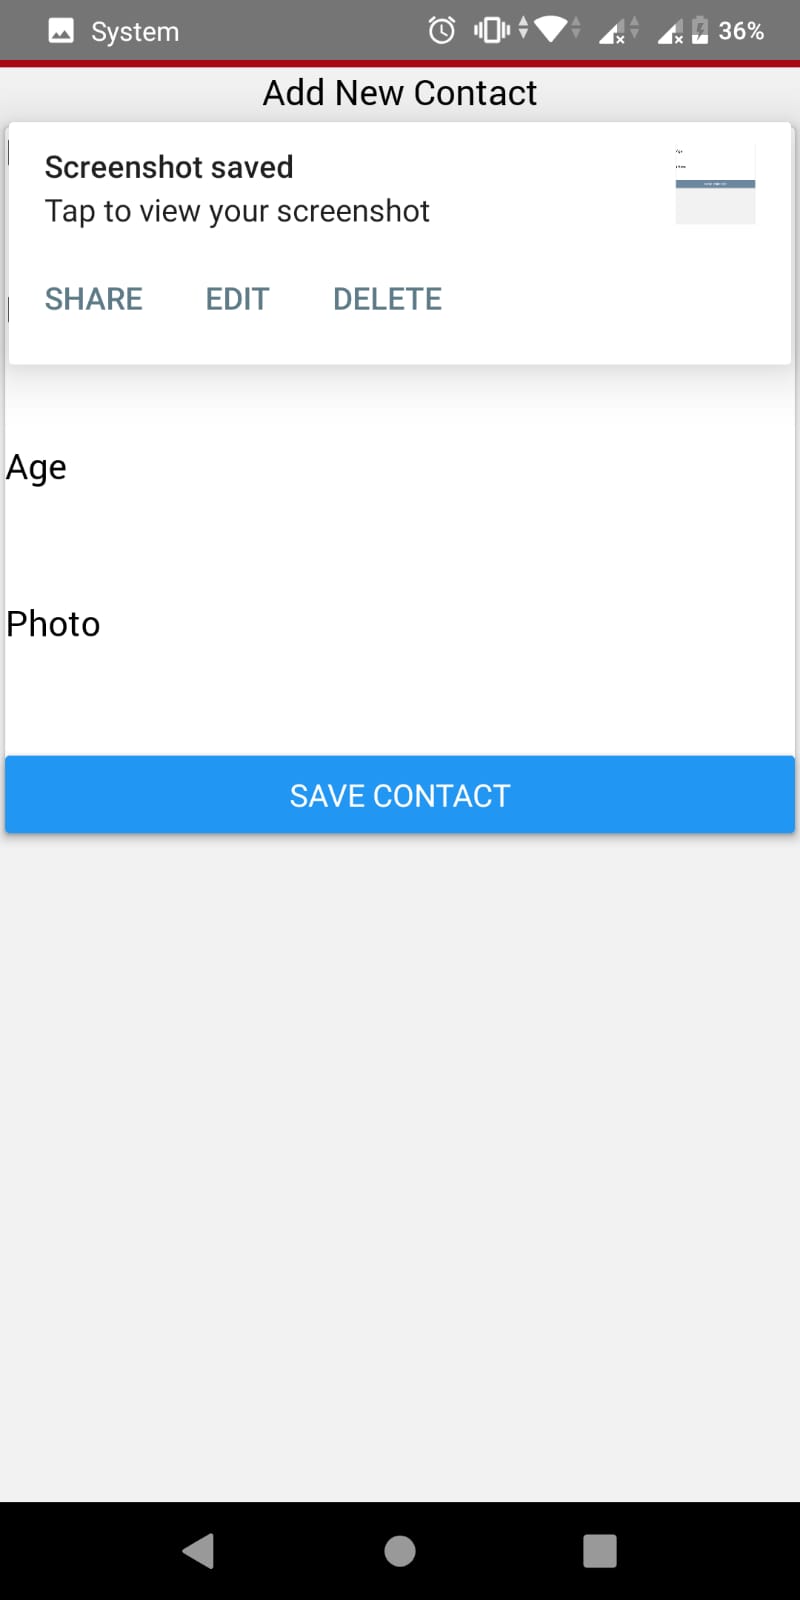 System
36%
Add New Contact
Screenshot saved
Tap to view your screenshot
SHARE EDIT DELETE
Age
Photo
SAVE CONTACT